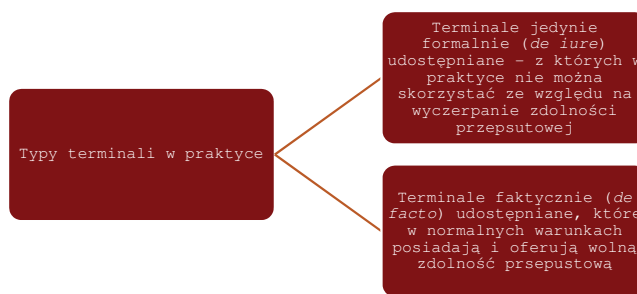 Typy terminali w praktyce
Terminale jedynie
formalnie (de iure)
udostępniane – z których w
praktyce nie można
skorzystać ze względu na
wyczerpanie zdolności
przepsutowej
Terminale faktycznie (de
facto) udostępniane, które
w normalnych warunkach
posiadają i oferują wolną
zdolność prsepustową